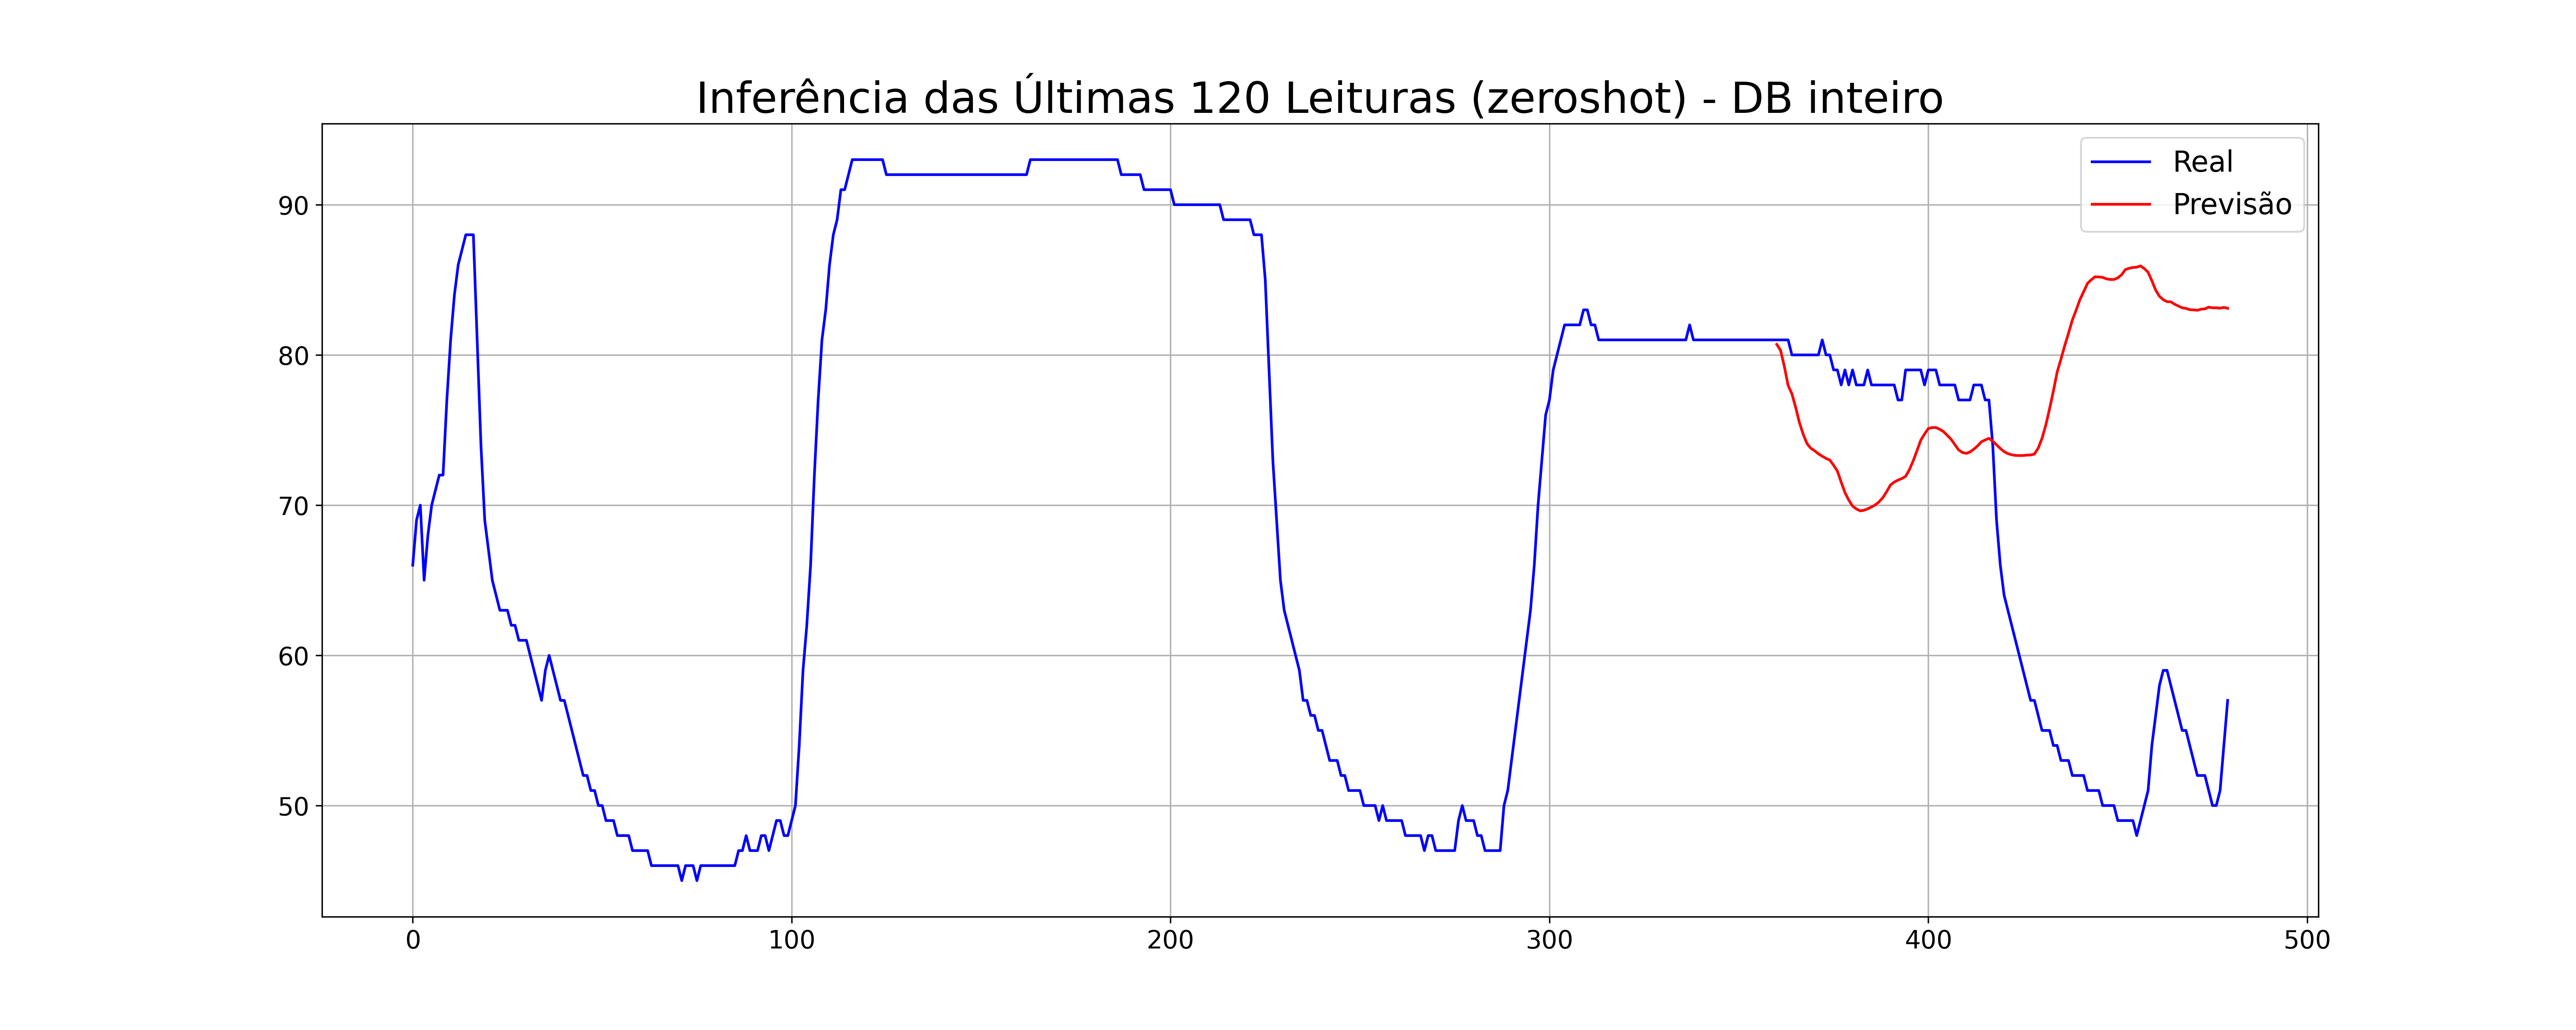 Inferência das Últimas 120 Leituras (zeroshot) - DB inteiro
Real
Previsão
90
80
70
60
50
0 100 200 300 400 500